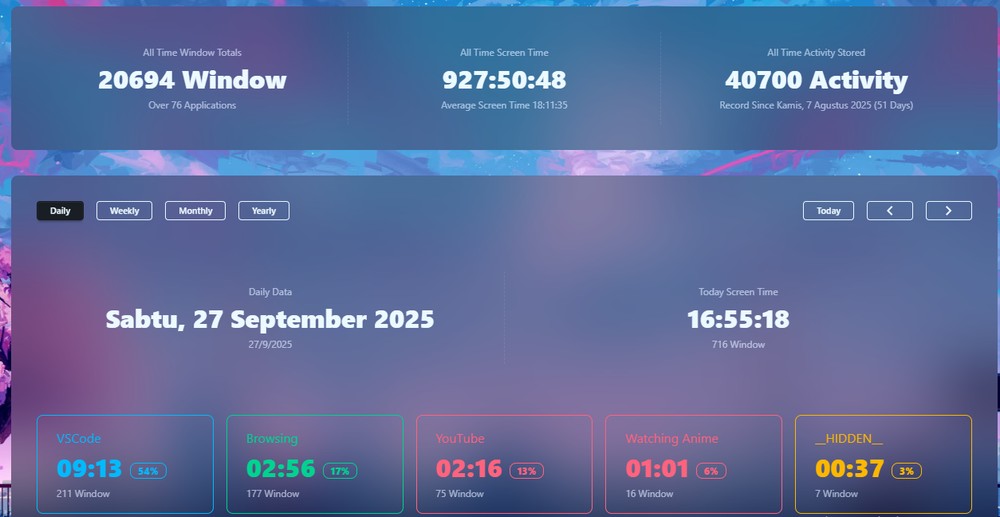 All Time Window Totals
20694 Window
Over 76 Applications
All Time Screen Time
927:50:48
Average Screen Time 18:11:35
All Time Activity Stored
40700 Activity
Record Since Kamis, 7 Agustus 2025 (51 Days)
Daily Weekly Monthly Yearly Today
Daily Data
Sabtu, 27 September 2025
27/9/2025
Today Screen Time
16:55:18
716 Window
VSCode
09:13 54%
211 Window
Browsing
02:56 17%
177 Window
YouTube
02:16 13%
75 Window
Watching Anime
01:01 6%
16 Window
__HIDDEN__
00:37 3%
7 Window